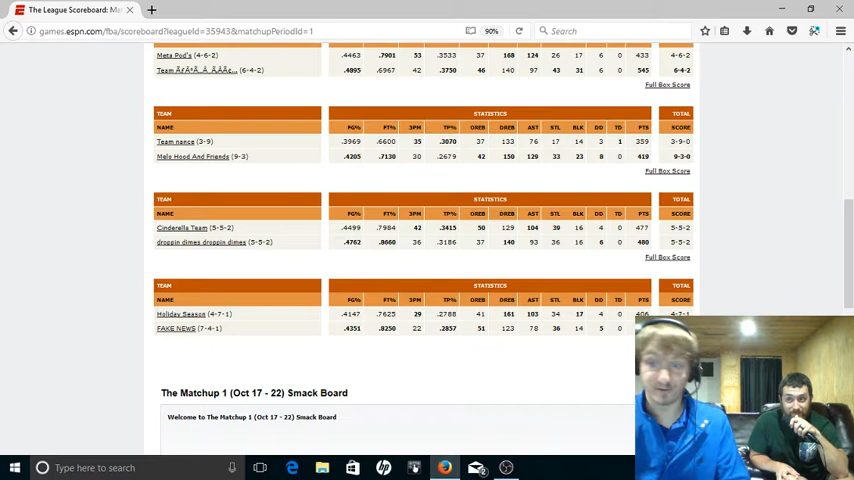 The League Scoreboard: Mat
games.espn.com/fba/scoreboard?leagueId=35943&matchupPeriodId=1
90%
Search
Meta Pod's (4-6-2) .4463 .7901 53 .3533 37 168 124 26 17 6 0 433 4-6-2
Team (6-4-2) .4895 .6967 42 .3750 46 140 97 43 31 6 0 545 6-4-2
Full Box Score
TEAM STATISTICS TOTAL
NAME FG% FT% 3PM TP% OREB DREB AST STL BLK DD TD PTS SCORE
Team nance (3-9) .3969 .6600 35 .3070 37 133 76 17 14 3 1 359 3-9-0
Melo Hood And Friends (9-3) .4205 .7130 30 .2679 42 150 129 33 23 8 0 419 9-3-0
Full Box Score
TEAM STATISTICS TOTAL
NAME FG% FT% 3PM TP% OREB DREB AST STL BLK DD TD PTS SCORE
Cinderella Team (5-5-2) .4499 .7984 42 .3415 50 129 104 39 16 4 0 477 5-5-2
droppin dimes droppin dimes (5-5-2) .4762 .8660 36 .3186 37 140 93 36 16 6 0 480 5-5-2
Full Box Score
TEAM STATISTICS TOTAL
NAME FG% FT% 3PM TP% OREB DREB AST STL BLK DD TD PTS SCORE
Holiday Season (4-7-1) .4147 .7625 29 .2788 41 161 103 34 17 4 0 406 4-7-1
FAKE NEWS (7-4-1) .4351 .8250 22 .2857 51 123 78 36 14 5 0
The Matchup 1 (Oct 17 - 22) Smack Board
Welcome to The Matchup 1 (Oct 17 - 22) Smack Board
Type here to search